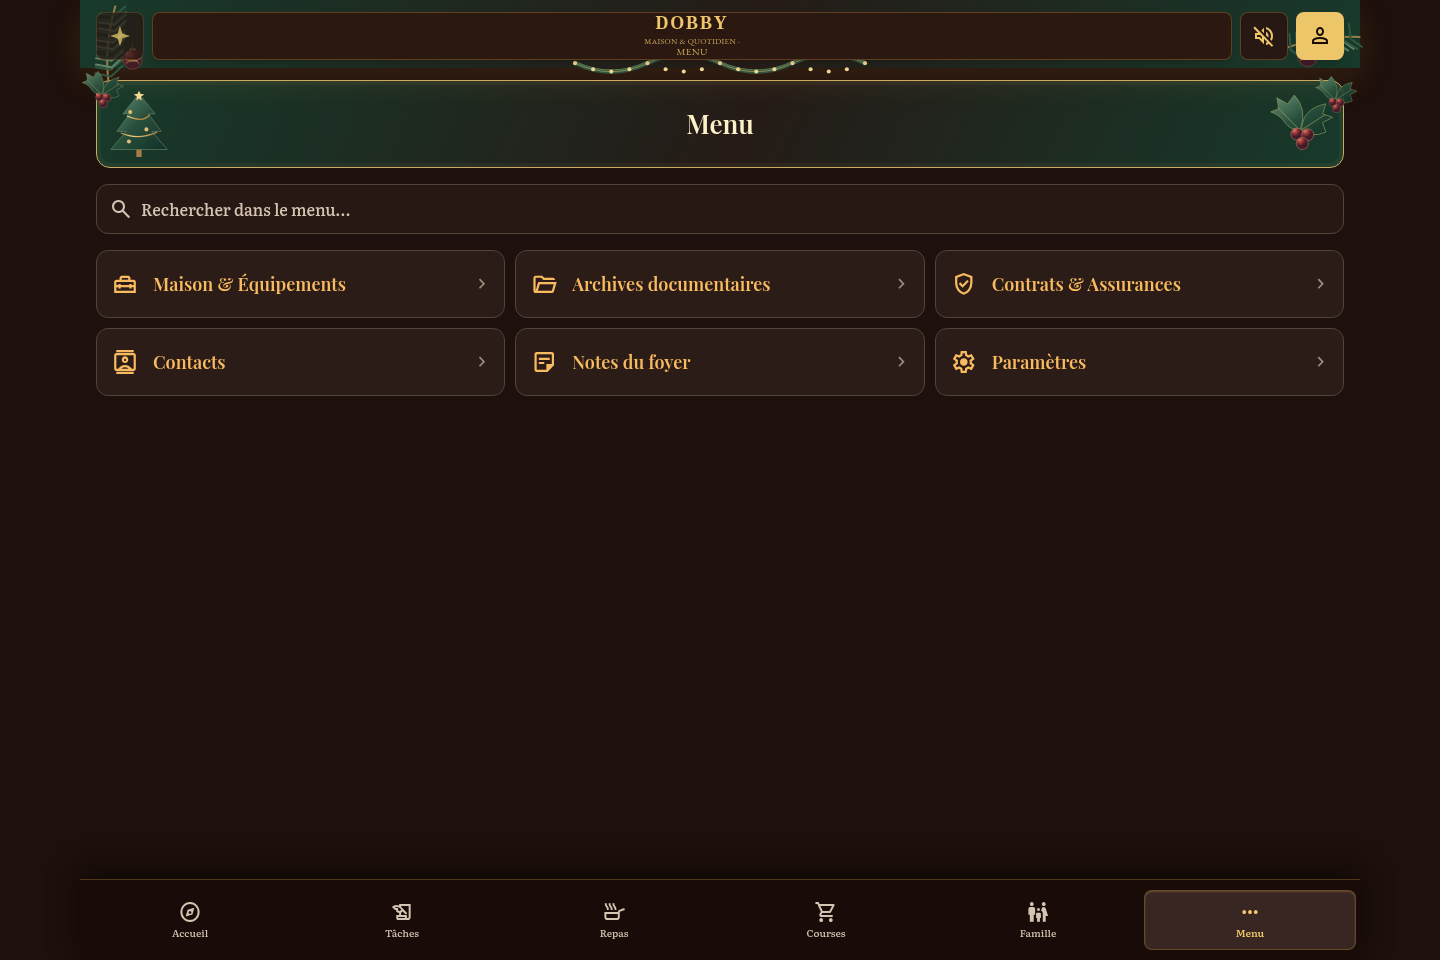 DOBBY
MAISON & QUOTIDIEN ·
MENU
Menu
Rechercher dans le menu...
Maison & Équipements
Archives documentaires
Contrats & Assurances
Contacts
Notes du foyer
Paramètres
Accueil
Tâches
Repas
Courses
Famille
Menu